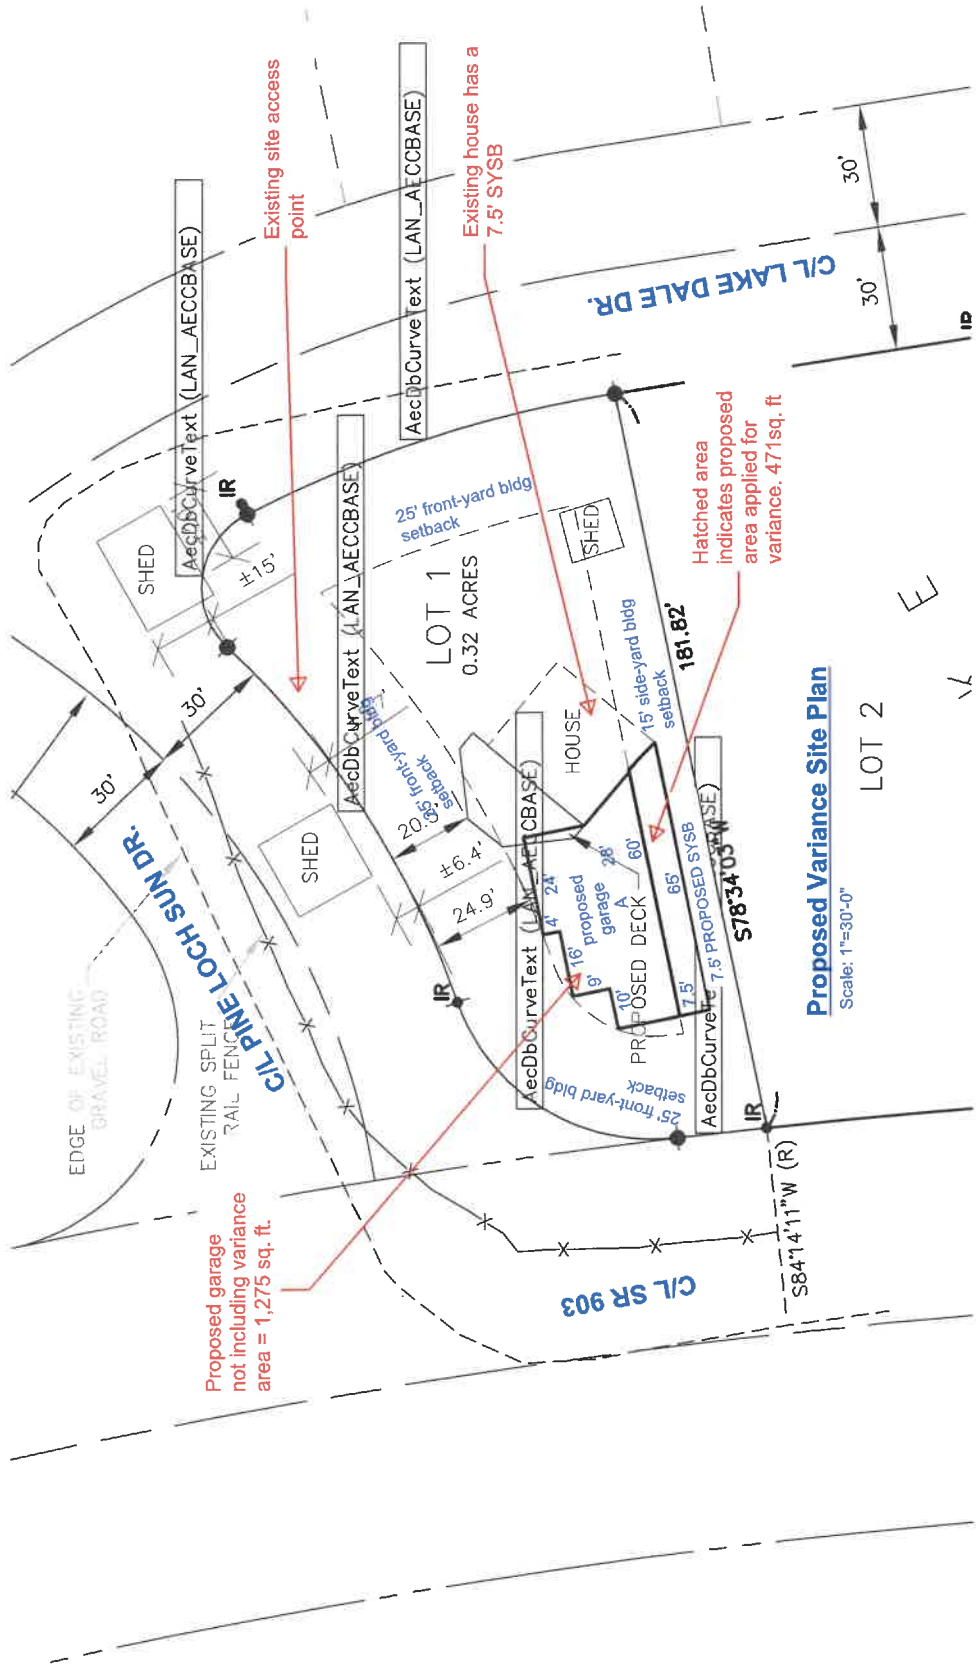 EDGE OF EXISTING
GRAVEL ROAD
EXISTING SPLIT
RAIL FENCE
C/L PINE LOCH SUN DR.
30'
30'
SHED
SHED
±15'
IR
AecDbCurveText (LAN_AECCBASE)
AecDbCurveText (LAN_AECCBASE)
AecDbCurveText (LAN_AECCBASE)
Existing site access
point
Existing house has a
7.5' SYSB
C/L LAKE DALE DR.
30'
30'
IR
25' front-yard bldg
setback
LOT 1
0.32 ACRES
SHED
25' front-yard bldg
setback
±6.4'
24.9'
IR
HOUSE
15' side-yard bldg
setback
181.82'
Hatched area
indicates proposed
area applied for
variance. 471sq. ft
AecDbCurveText (LAN_AECCBASE)
4'
24'
16'
9'
10'
28'
60'
65'
7.5'
proposed
garage
A
PROPOSED DECK
7.5' PROPOSED SYSB
S78°34'03"W
25' front-yard bldg
setback
IR
Proposed garage
not including variance
area = 1,275 sq. ft.
C/L SR 903
S84°14'11"W (R)
Proposed Variance Site Plan
Scale: 1"=30'-0"
LOT 2
E